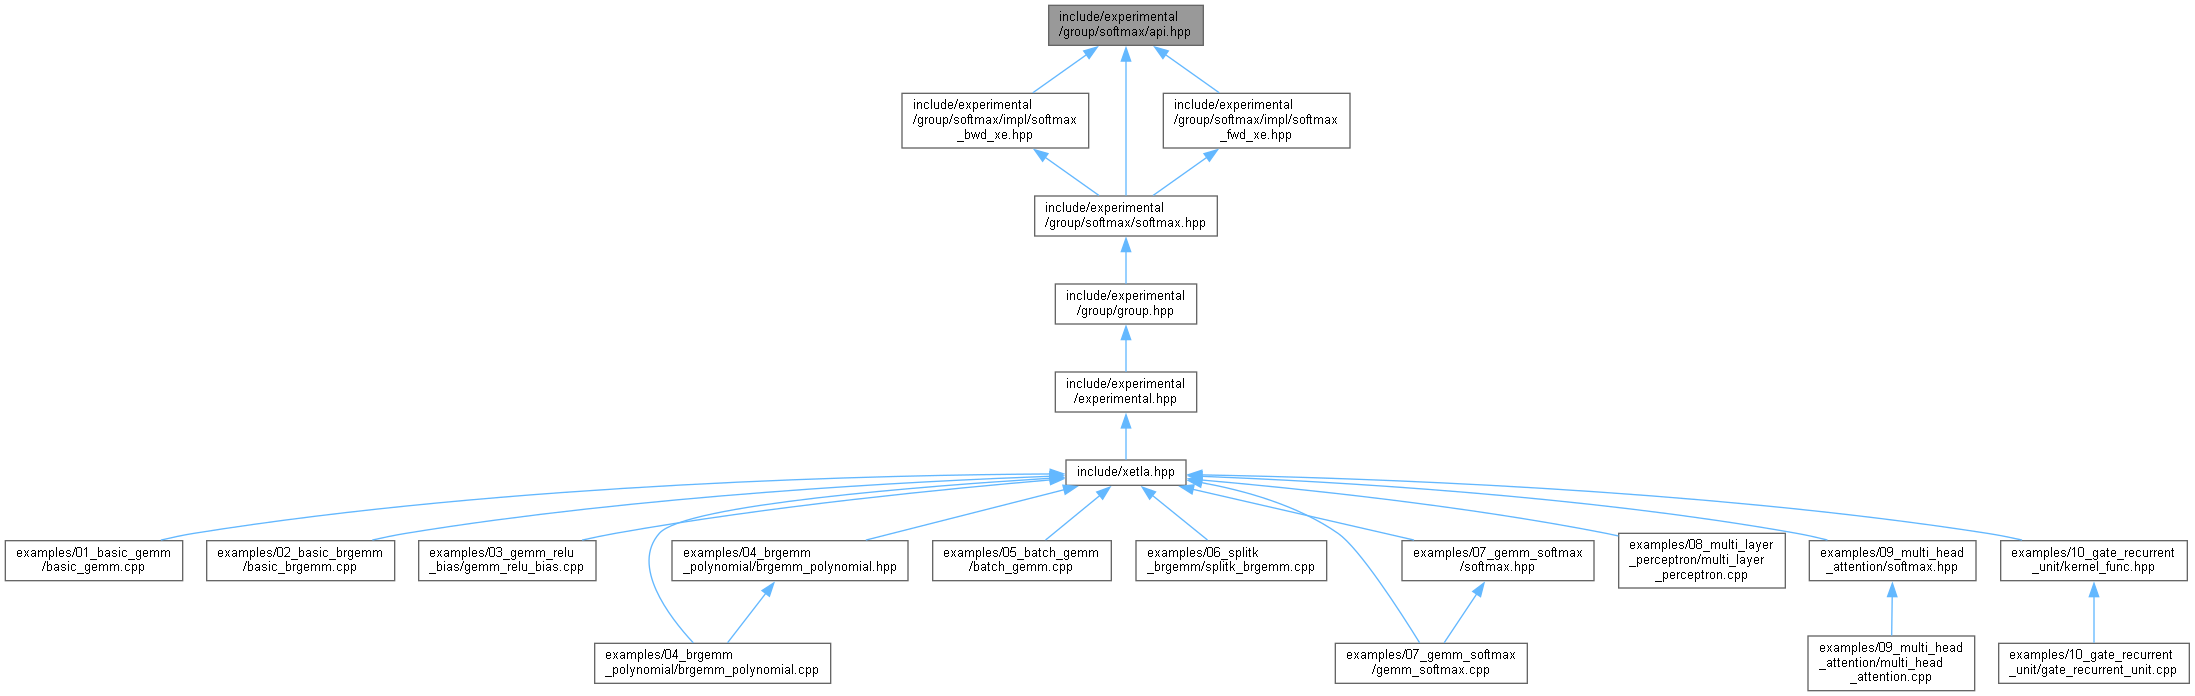 include/experimental
/group/softmax/api.hpp
include/experimental
/group/softmax/impl/softmax
_bwd_xe.hpp
include/experimental
/group/softmax/impl/softmax
_fwd_xe.hpp
include/experimental
/group/softmax/softmax.hpp
include/experimental
/group/group.hpp
include/experimental
/experimental.hpp
include/xetla.hpp
examples/01_basic_gemm
/basic_gemm.cpp
examples/02_basic_brgemm
/basic_brgemm.cpp
examples/03_gemm_relu
_bias/gemm_relu_bias.cpp
examples/04_brgemm
_polynomial/brgemm_polynomial.hpp
examples/05_batch_gemm
/batch_gemm.cpp
examples/06_splitk
_brgemm/splitk_brgemm.cpp
examples/07_gemm_softmax
/softmax.hpp
examples/08_multi_layer
_perceptron/multi_layer
_perceptron.cpp
examples/09_multi_head
_attention/softmax.hpp
examples/10_gate_recurrent
_unit/kernel_func.hpp
examples/04_brgemm
_polynomial/brgemm_polynomial.cpp
examples/07_gemm_softmax
/gemm_softmax.cpp
examples/09_multi_head
_attention/multi_head
_attention.cpp
examples/10_gate_recurrent
_unit/gate_recurrent_unit.cpp